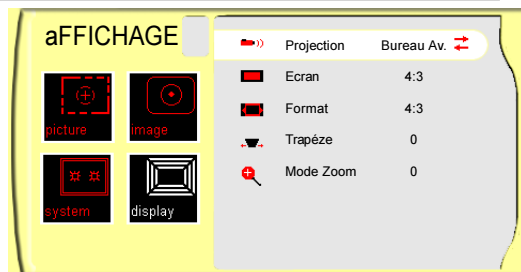 aFFICHAGE
picture
image
system
display
Projection Bureau Av.
Ecran 4:3
Format 4:3
Trapéze 0
Mode Zoom 0